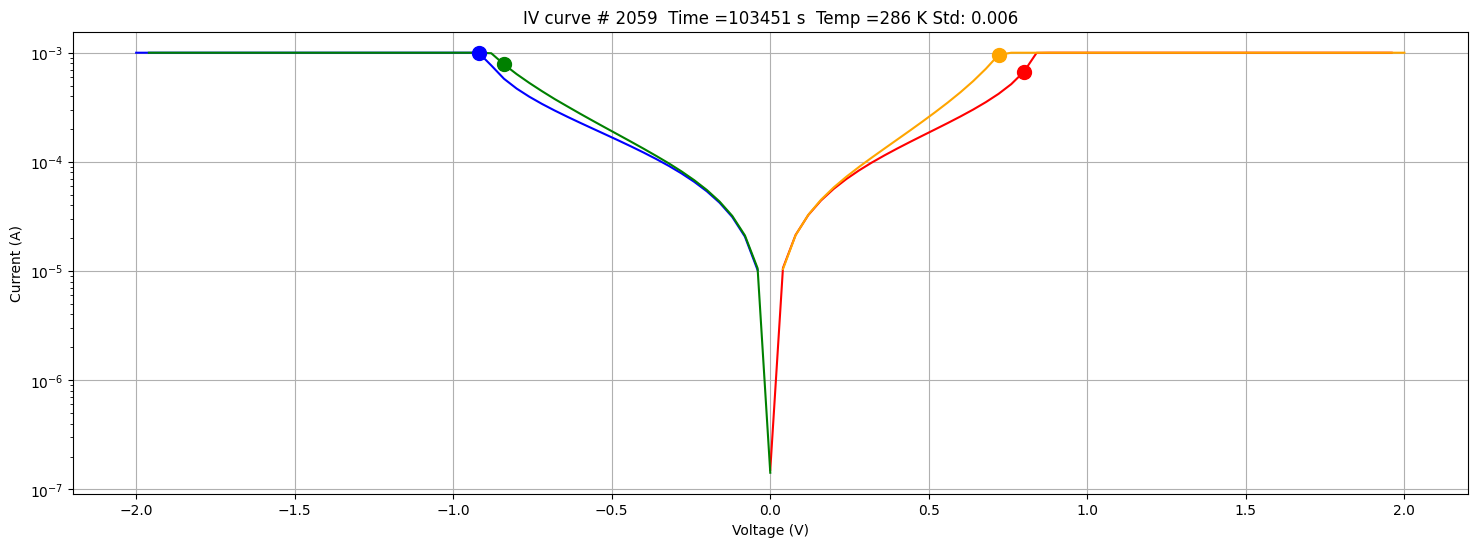 IV curve # 2059  Time =103451 s  Temp =286 K Std: 0.006
Current (A)
10⁻³
10⁻⁴
10⁻⁵
10⁻⁶
10⁻⁷
−2.0 −1.5 −1.0 −0.5 0.0 0.5 1.0 1.5 2.0
Voltage (V)